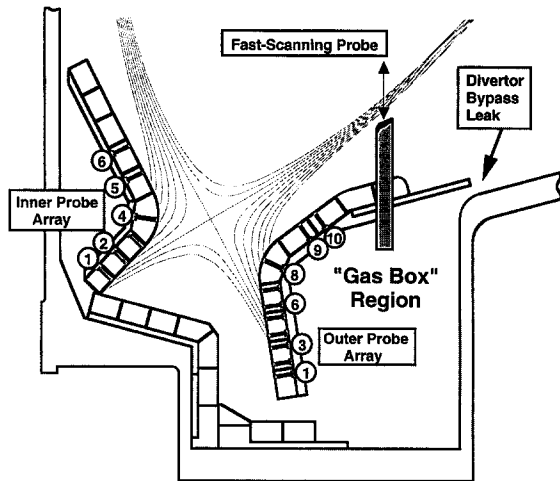 Fast-Scanning Probe
Divertor
Bypass
Leak
6
5
Inner Probe
Array
4
2
1
10
9
8
"Gas Box"
Region
6
3
Outer Probe
Array
1